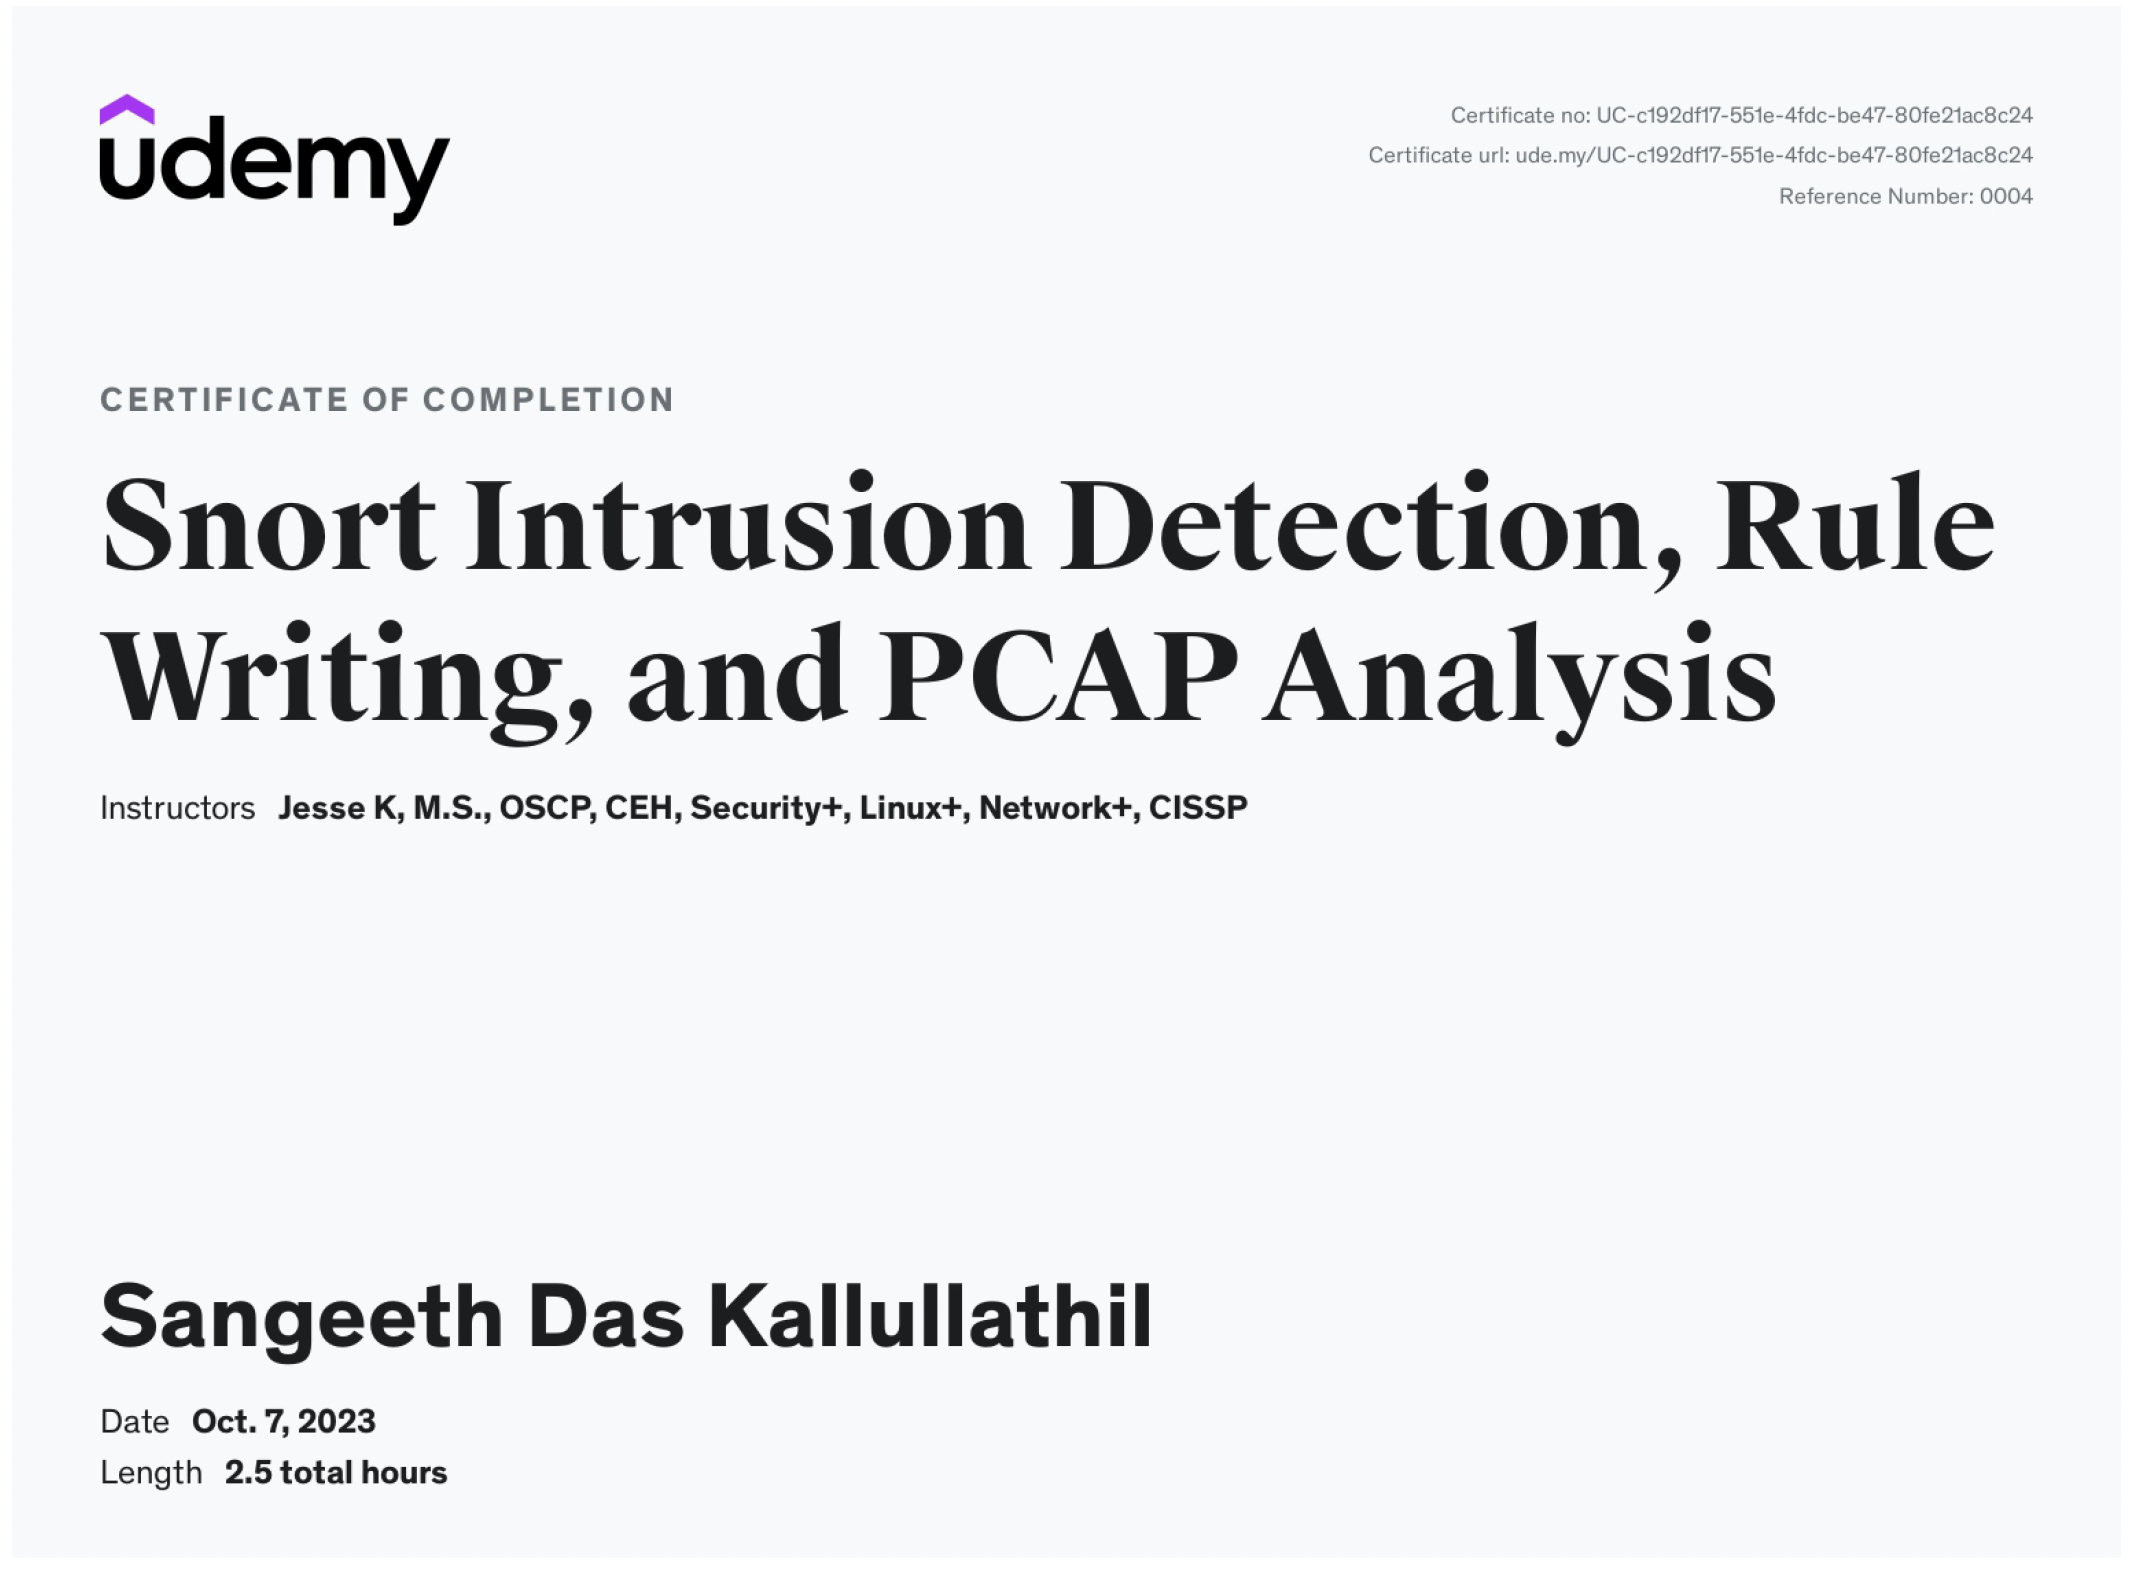 udemy
Certificate no: UC-c192df17-551e-4fdc-be47-80fe21ac8c24
Certificate url: ude.my/UC-c192df17-551e-4fdc-be47-80fe21ac8c24
Reference Number: 0004
CERTIFICATE OF COMPLETION
Snort Intrusion Detection, Rule
Writing, and PCAP Analysis
Instructors Jesse K, M.S., OSCP, CEH, Security+, Linux+, Network+, CISSP
Sangeeth Das Kallullathil
Date Oct. 7, 2023
Length 2.5 total hours